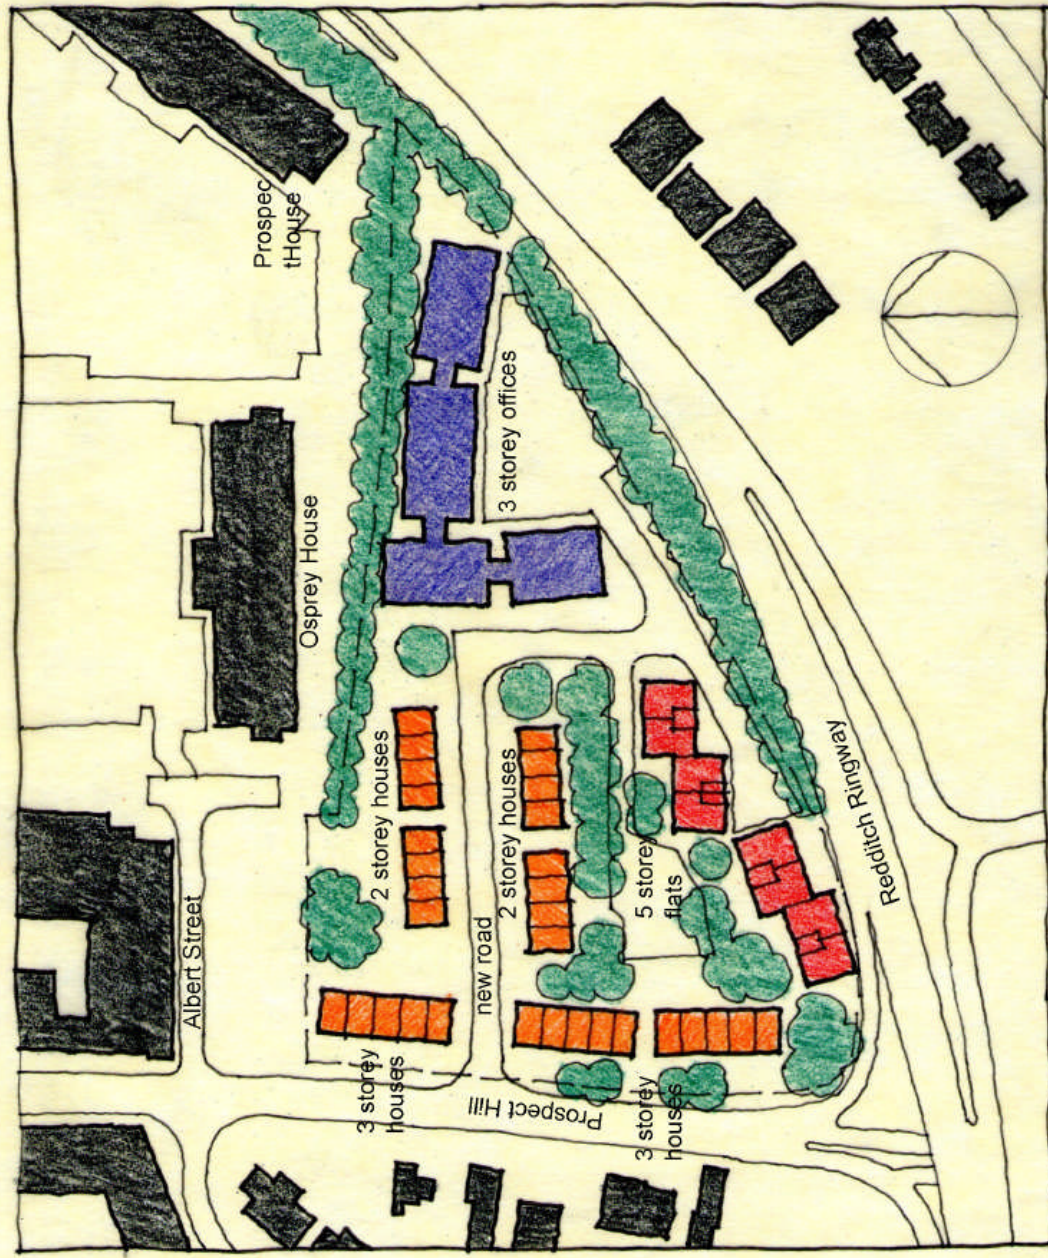 Prospec
tHouse
3 storey offices
Osprey House
2 storey houses
2 storey houses
5 storey
flats
Redditch Ringway
Albert Street
new road
3 storey
houses
Prospect Hill
3 storey
houses